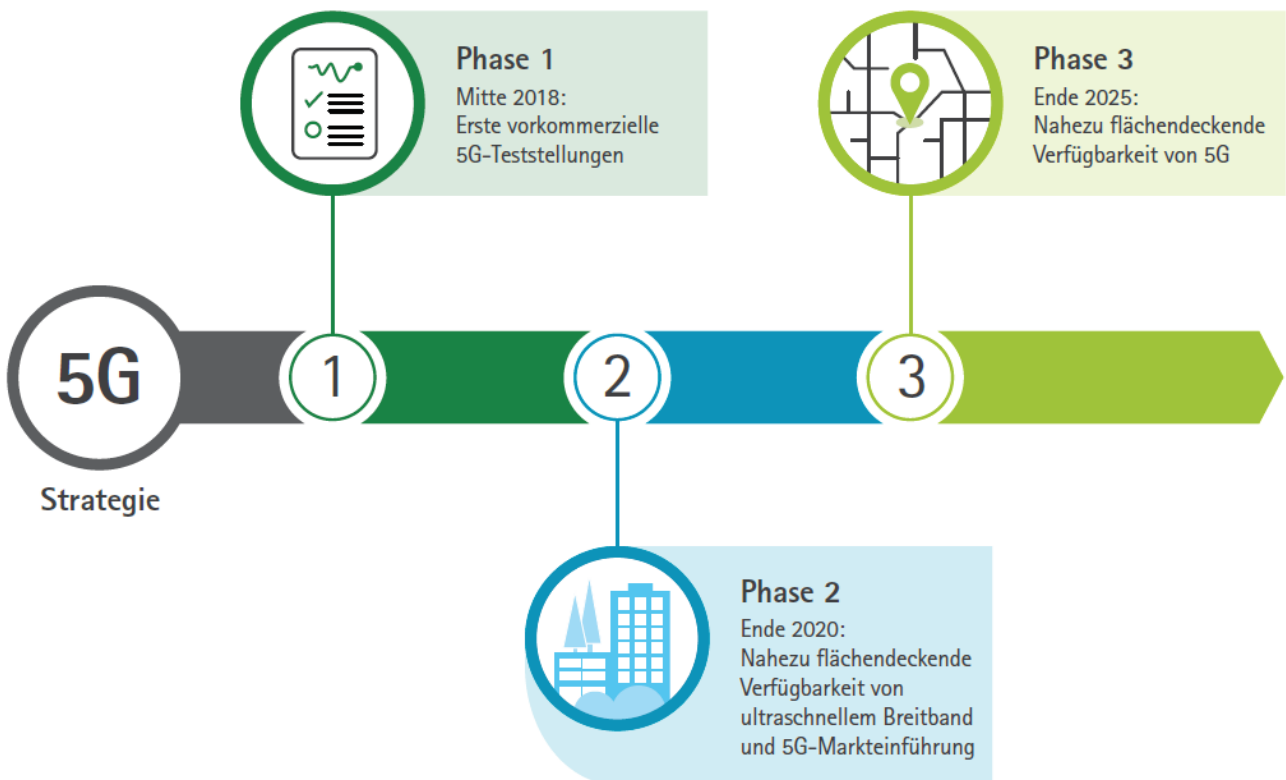 Phase 1
Mitte 2018:
Erste vorkommerzielle
5G-Teststellungen
Phase 3
Ende 2025:
Nahezu flächendeckende
Verfügbarkeit von 5G
5G
1
2
3
Strategie
Phase 2
Ende 2020:
Nahezu flächendeckende
Verfügbarkeit von
ultraschnellem Breitband
und 5G-Markteinführung